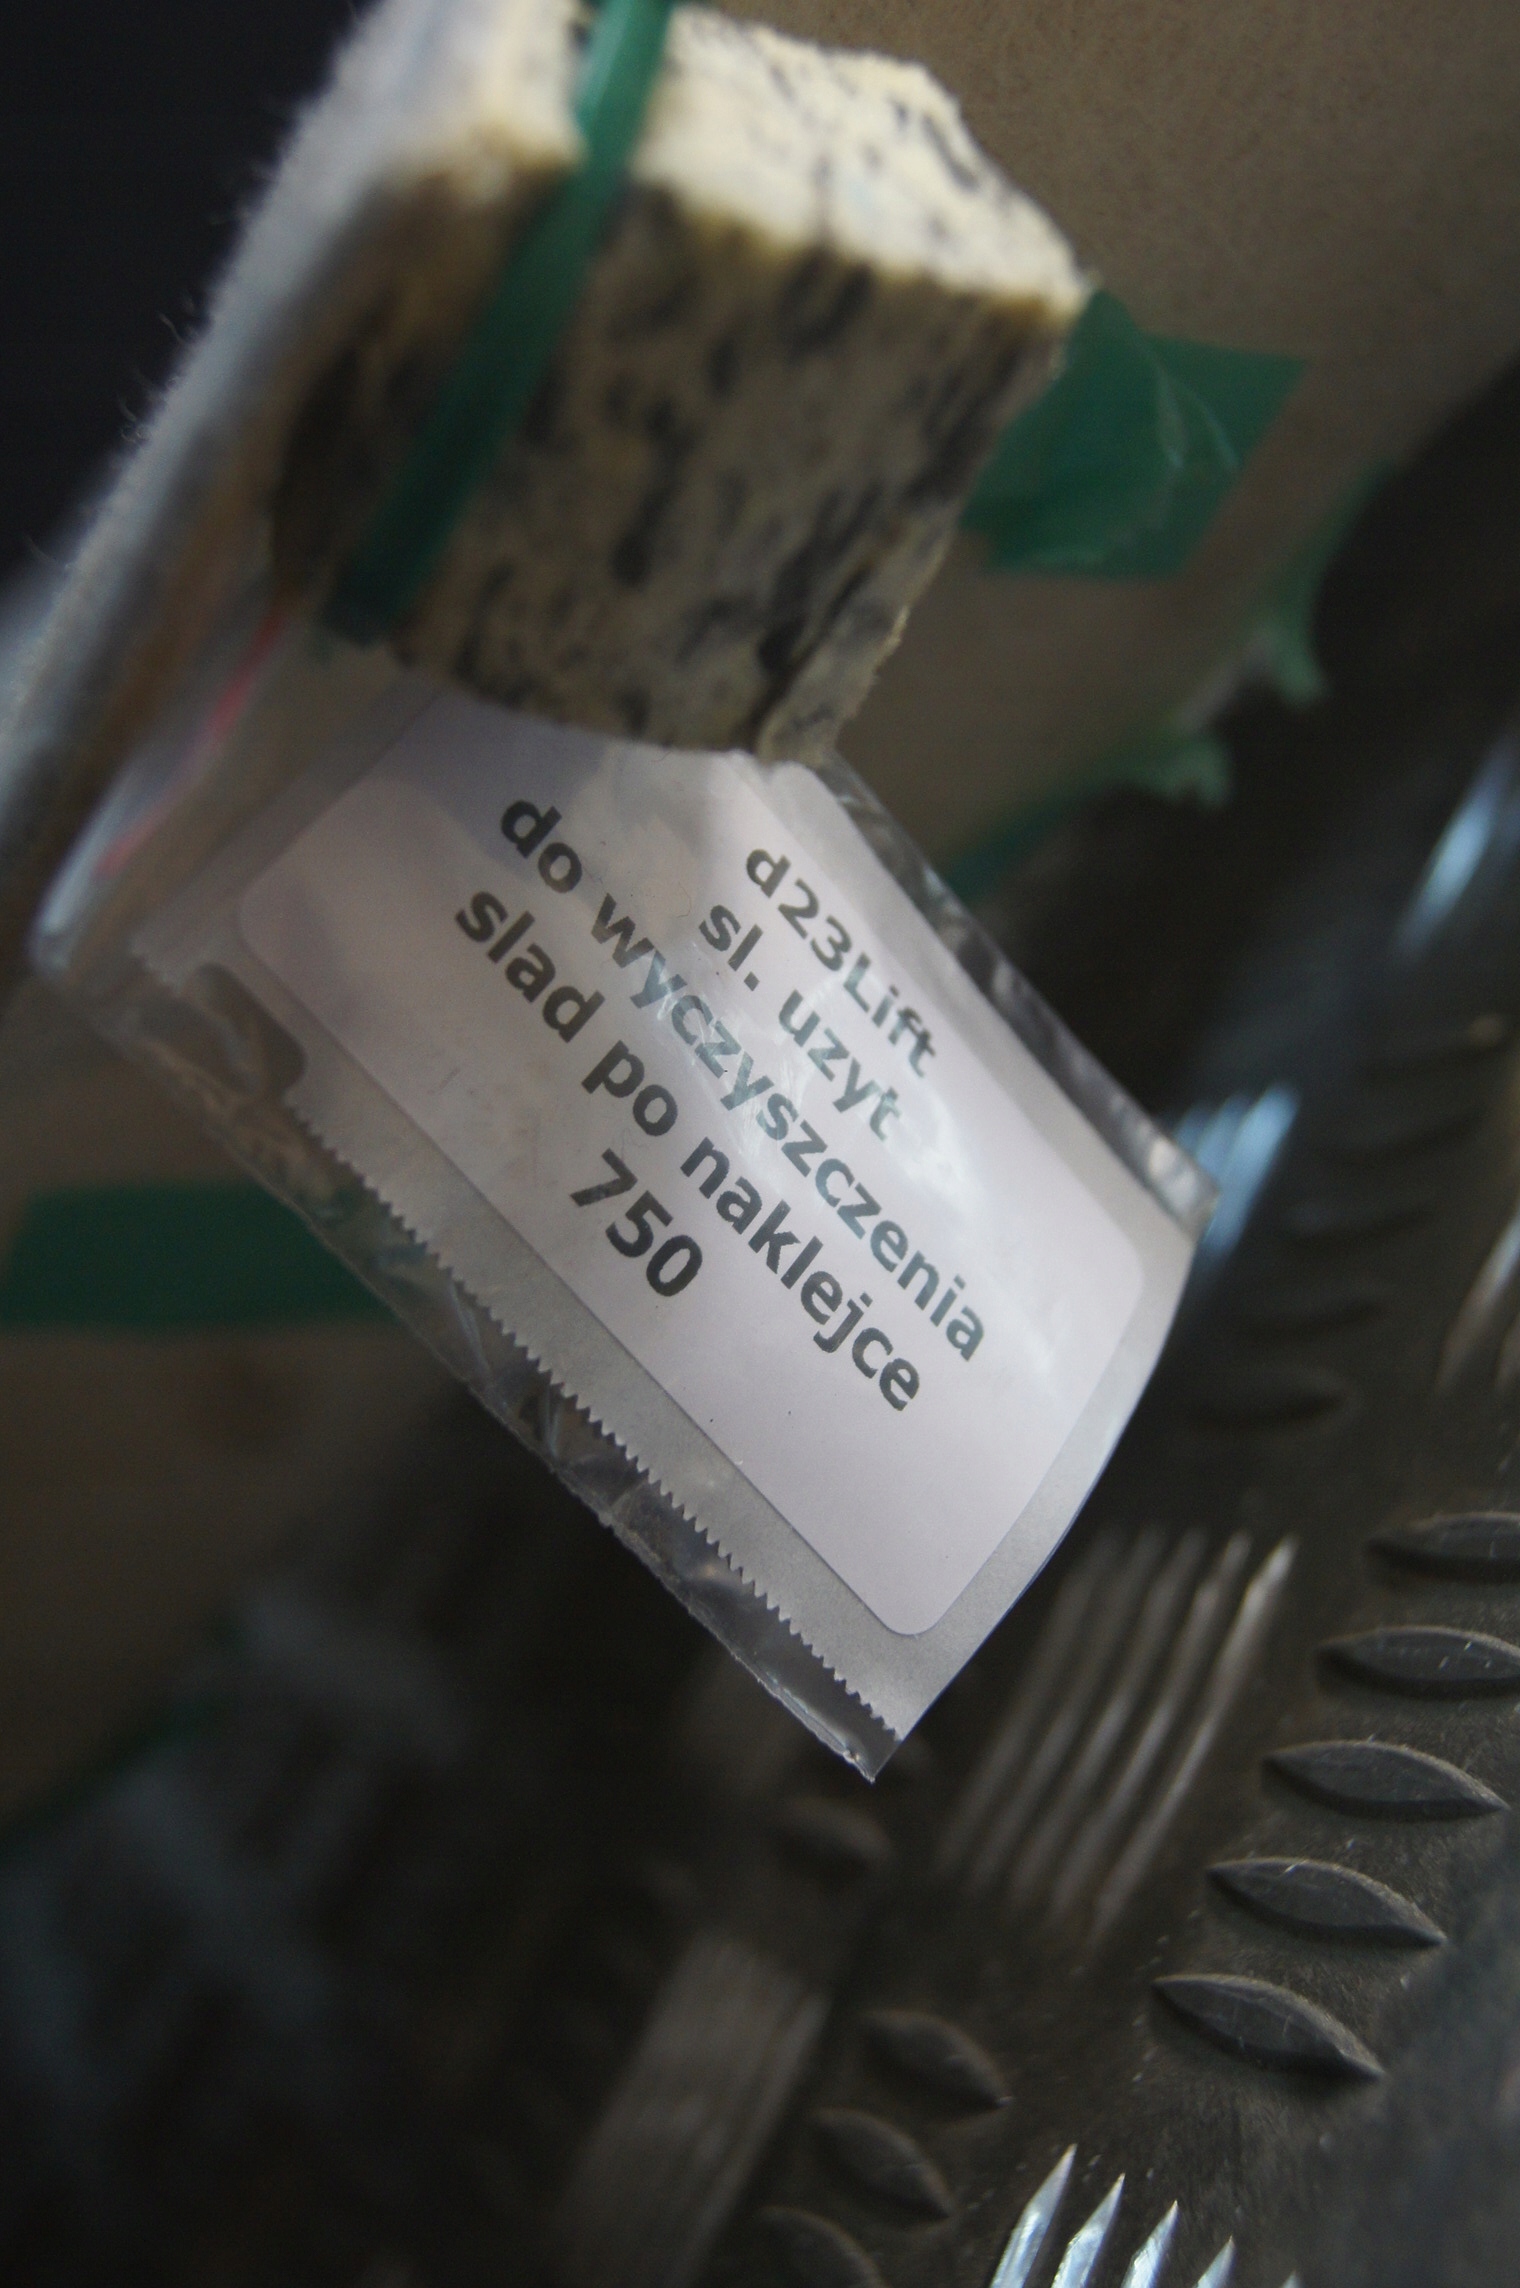 d23Lift
sl. uzyt
do wyczyszczenia
slad po naklejce
750